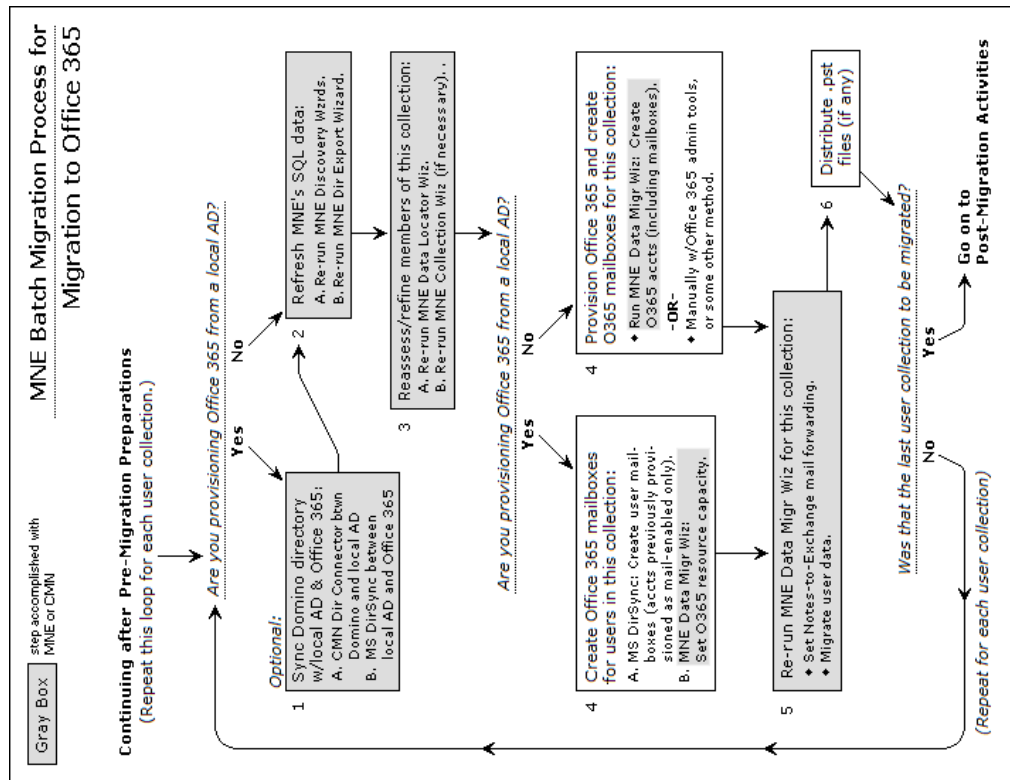 MNE Batch Migration Process for
Migration to Office 365
Gray Box
step accomplished with
MNE or CMN
Continuing after Pre-Migration Preparations
(Repeat this loop for each user collection.)
Are you provisioning Office 365 from a local AD?
Yes
No
Optional:
1
Sync Domino directory
w/local AD & Office 365:
A. CMN Dir Connector btwn
Domino and local AD
B. MS DirSync between
local AD and Office 365
2
Refresh MNE's SQL data:
A. Re-run MNE Discovery Wzrds.
B. Re-run MNE Dir Export Wizard.
3
Reassess/refine members of this collection:
A. Re-run MNE Data Locator Wiz.
B. Re-run MNE Collection Wiz (if necessary). .
Are you provisioning Office 365 from a local AD?
Yes
No
4
Create Office 365 mailboxes
for users in this collection:
A. MS DirSync: Create user mail-
boxes (accts previously provi-
sioned as mail-enabled only).
B. MNE Data Migr Wiz:
Set O365 resource capacity.
4
Provision Office 365 and create
O365 mailboxes for this collection:
♦ Run MNE Data Migr Wiz: Create
O365 accts (including mailboxes).
-OR-
♦ Manually w/Office 365 admin tools,
or some other method.
5
Re-run MNE Data Migr Wiz for this collection:
♦ Set Notes-to-Exchange mail forwarding.
♦ Migrate user data.
6
Distribute .pst
files (if any)
Was that the last user collection to be migrated?
No
Yes
(Repeat for each user collection)
Go on to
Post-Migration Activities